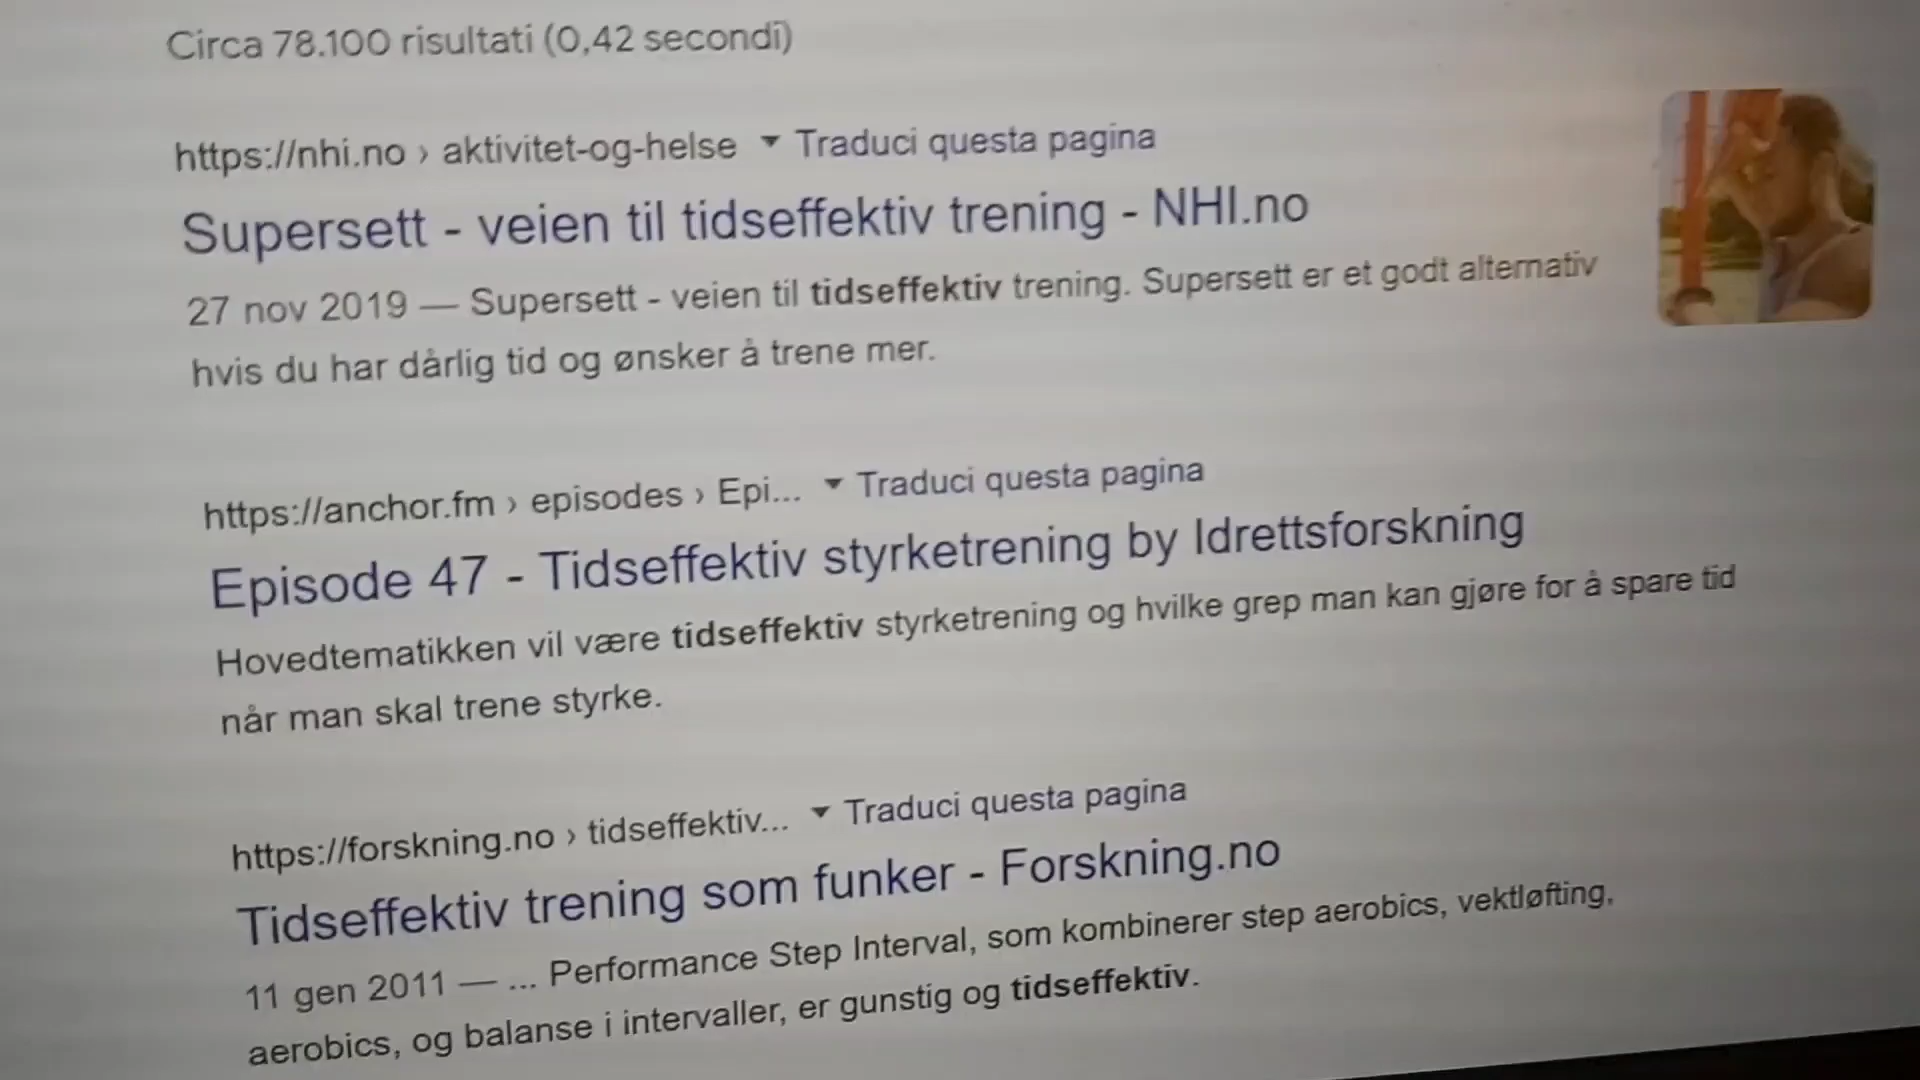 Circa 78.100 risultati (0,42 secondi)
https://nhi.no › aktivitet-og-helse ▼ Traduci questa pagina
Supersett - veien til tidseffektiv trening - NHI.no
27 nov 2019 — Supersett - veien til tidseffektiv trening. Supersett er et godt alternativ
hvis du har dårlig tid og ønsker å trene mer.
https://anchor.fm › episodes › Epi... ▼ Traduci questa pagina
Episode 47 - Tidseffektiv styrketrening by Idrettsforskning
Hovedtematikken vil være tidseffektiv styrketrening og hvilke grep man kan gjøre for å spare tid
når man skal trene styrke.
https://forskning.no › tidseffektiv... ▼ Traduci questa pagina
Tidseffektiv trening som funker - Forskning.no
11 gen 2011 — ... Performance Step Interval, som kombinerer step aerobics, vektløfting,
aerobics, og balanse i intervaller, er gunstig og tidseffektiv.